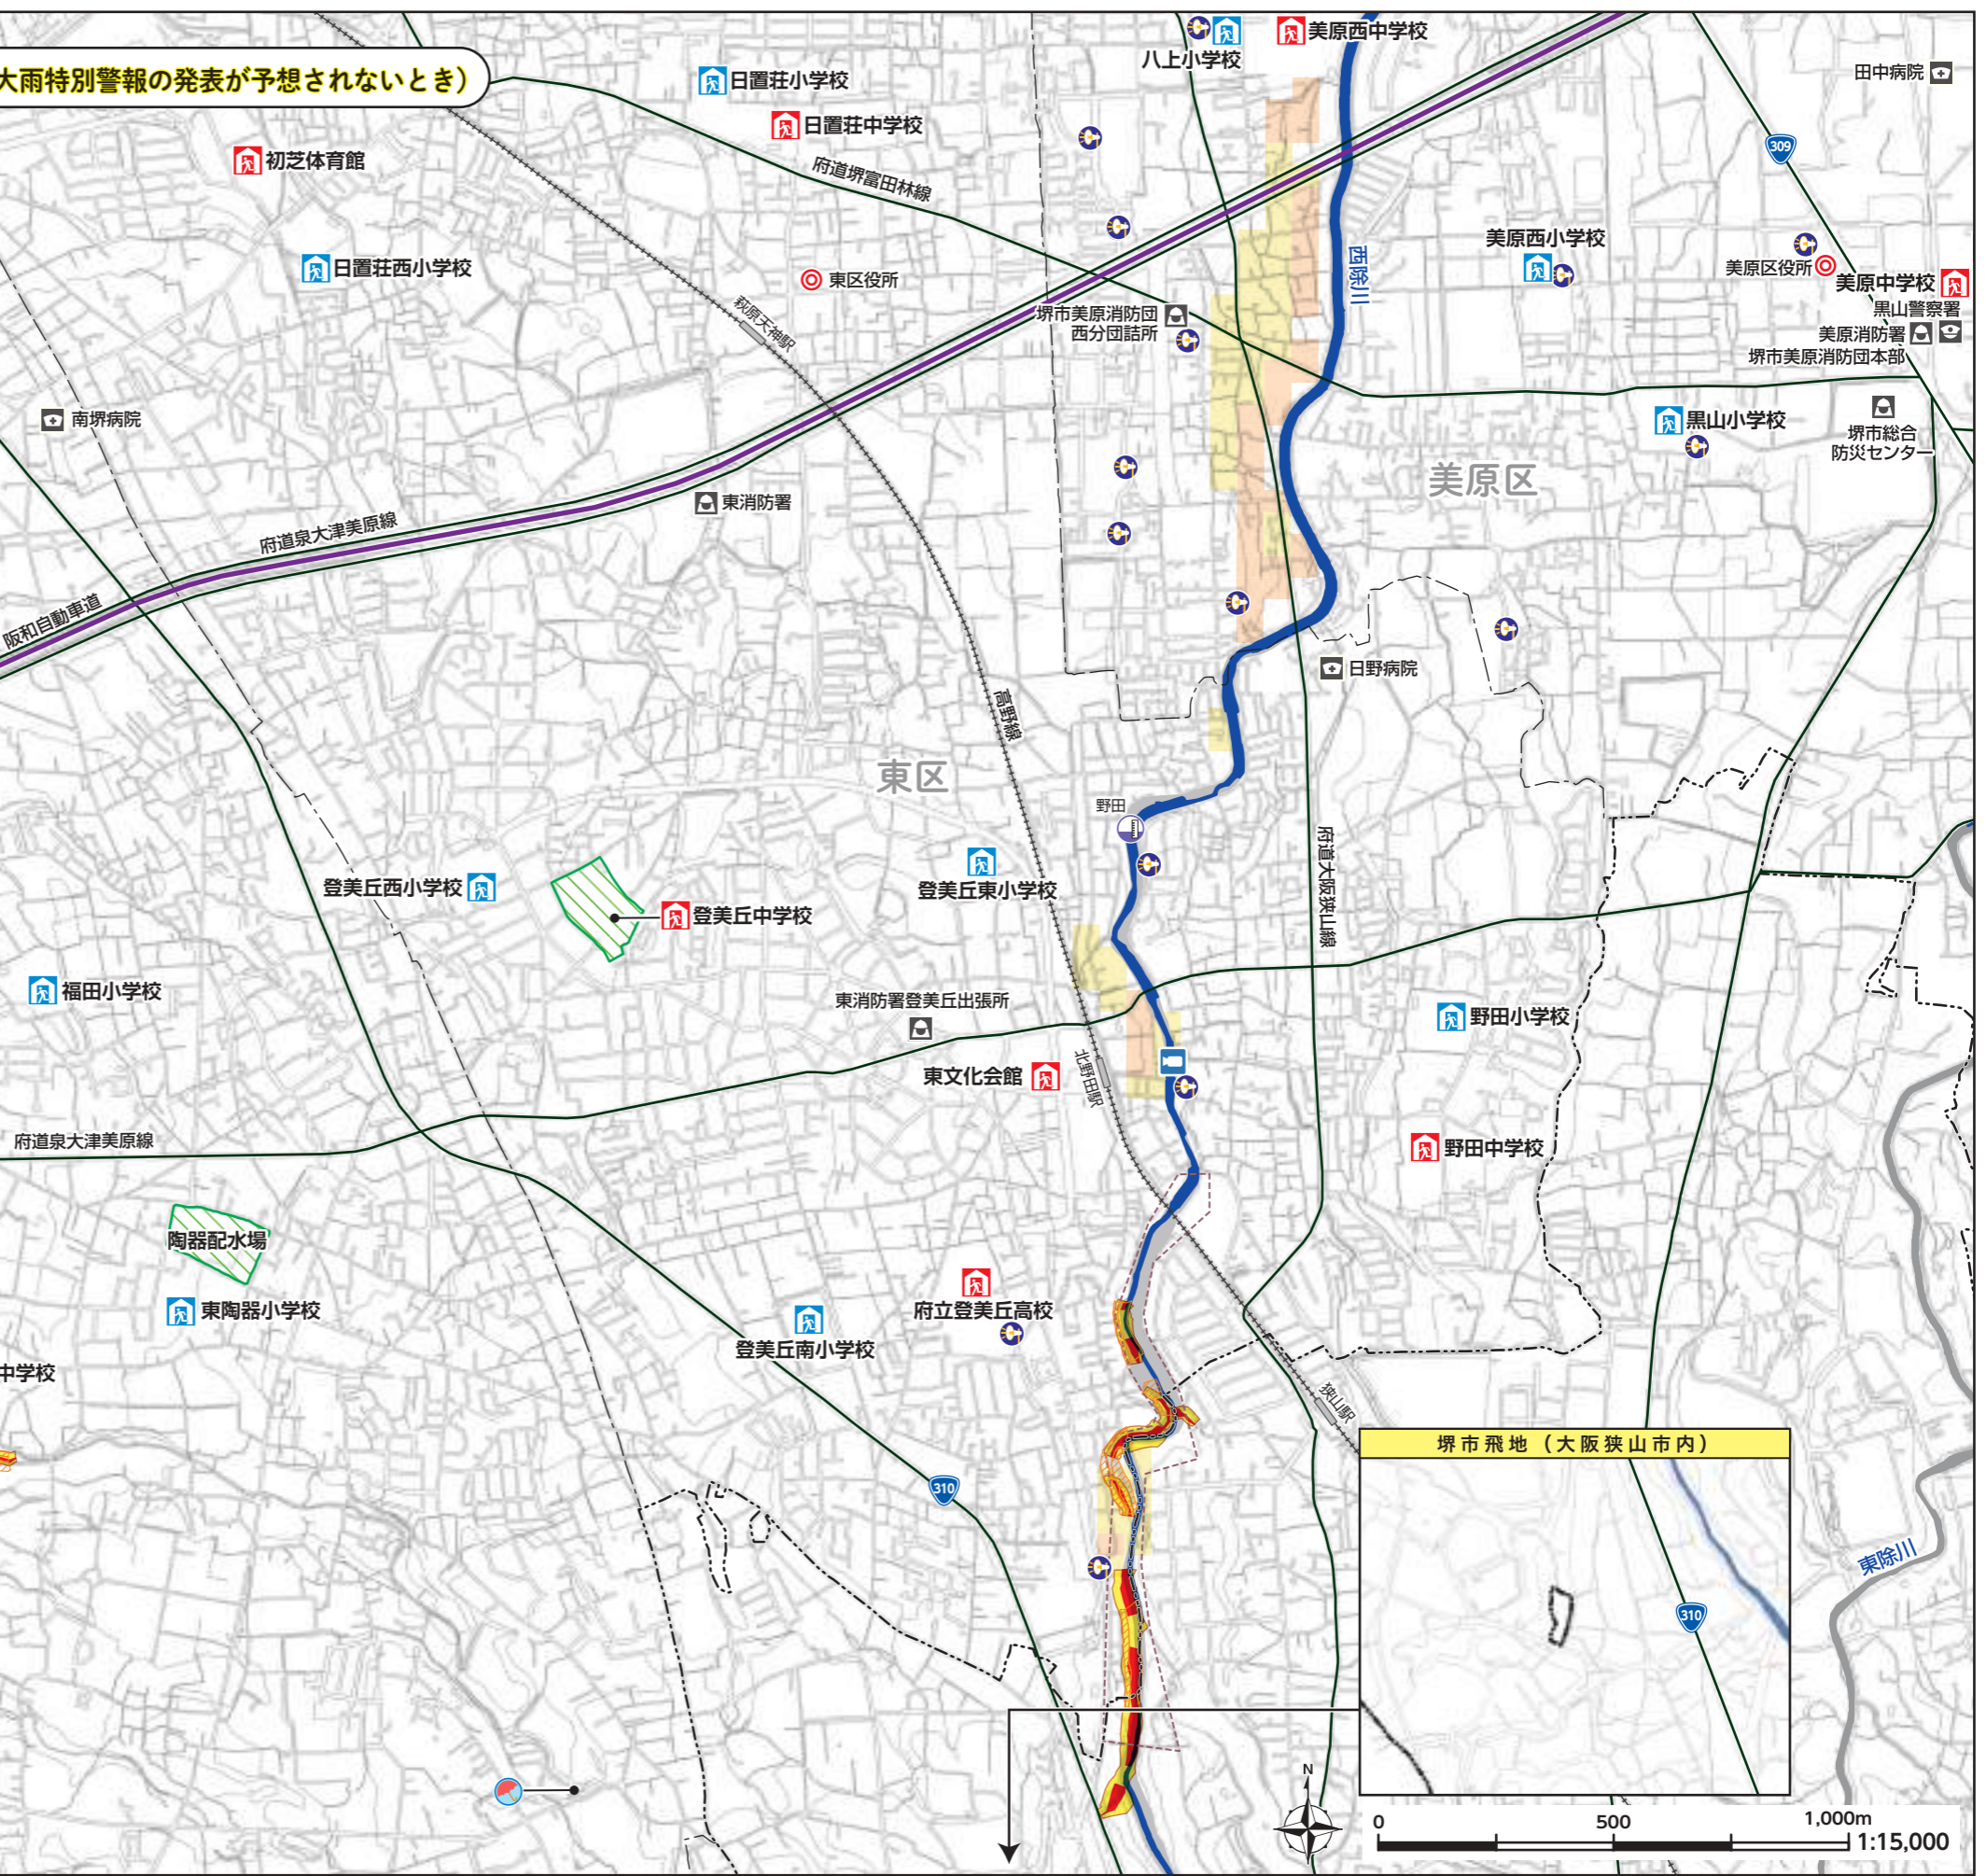 大雨特別警報の発表が予想されないとき）
八上小学校
美原西中学校
田中病院
日置荘小学校
日置荘中学校
初芝体育館
府道堺富田林線
309
日置荘西小学校
東区役所
萩原天神駅
西除川
美原西小学校
美原区役所
美原中学校
黒山警察署
美原消防署
堺市美原消防団本部
堺市美原消防団
西分団詰所
南堺病院
黒山小学校
堺市総合
防災センター
美原区
東消防署
府道泉大津美原線
阪和自動車道
日野病院
高野線
東区
野田
府道大阪狭山線
登美丘西小学校
登美丘東小学校
登美丘中学校
福田小学校
東消防署登美丘出張所
野田小学校
東文化会館
北野田駅
府道泉大津美原線
野田中学校
陶器配水場
東陶器小学校
府立登美丘高校
登美丘南小学校
中学校
狭山駅
堺市飛地（大阪狭山市内）
310
310
東除川
N
0 500 1,000m
1:15,000